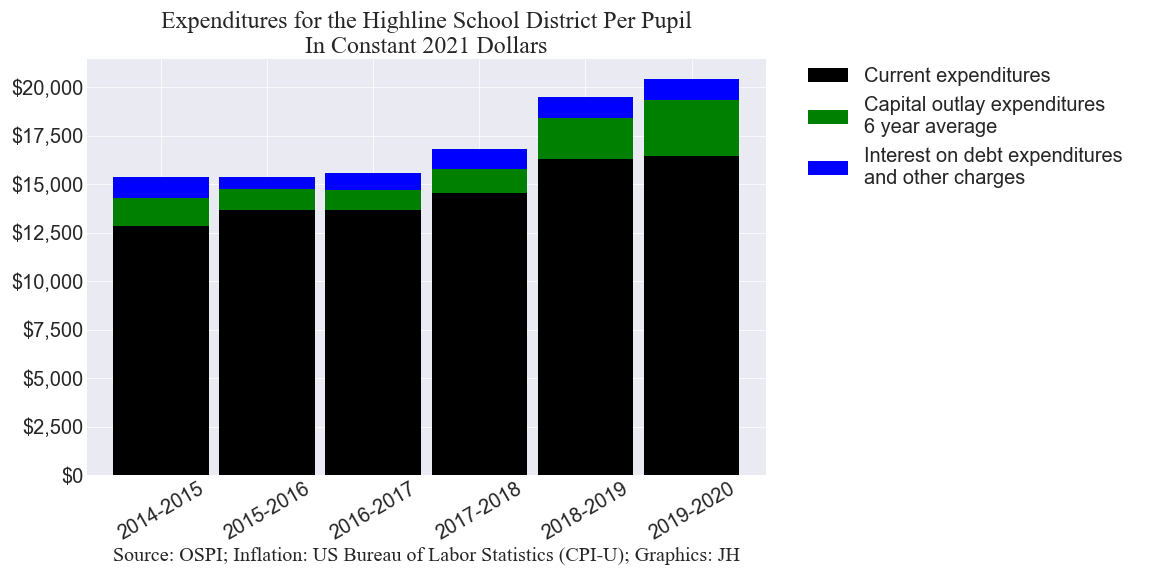 Expenditures for the Highline School District Per Pupil
In Constant 2021 Dollars
$20,000
$17,500
$15,000
$12,500
$10,000
$7,500
$5,000
$2,500
$0
2014-2015
2015-2016
2016-2017
2017-2018
2018-2019
2019-2020
Current expenditures
Capital outlay expenditures
6 year average
Interest on debt expenditures
and other charges
Source: OSPI; Inflation: US Bureau of Labor Statistics (CPI-U); Graphics: JH